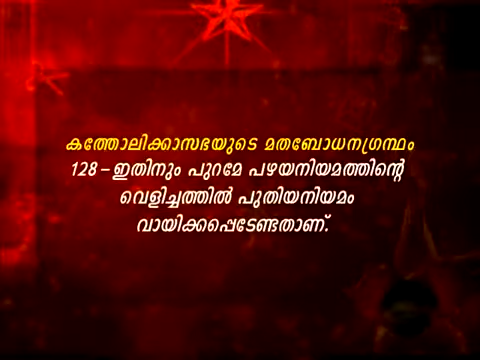 കത്തോലിക്കാസഭയുടെ മതബോധനഗ്രന്ഥം
128 – ഇതിനും പുറമേ പഴയനിയമത്തിന്റെ
വെളിച്ചത്തിൽ പുതിയനിയമം
വായിക്കപ്പെടേണ്ടതാണ്.